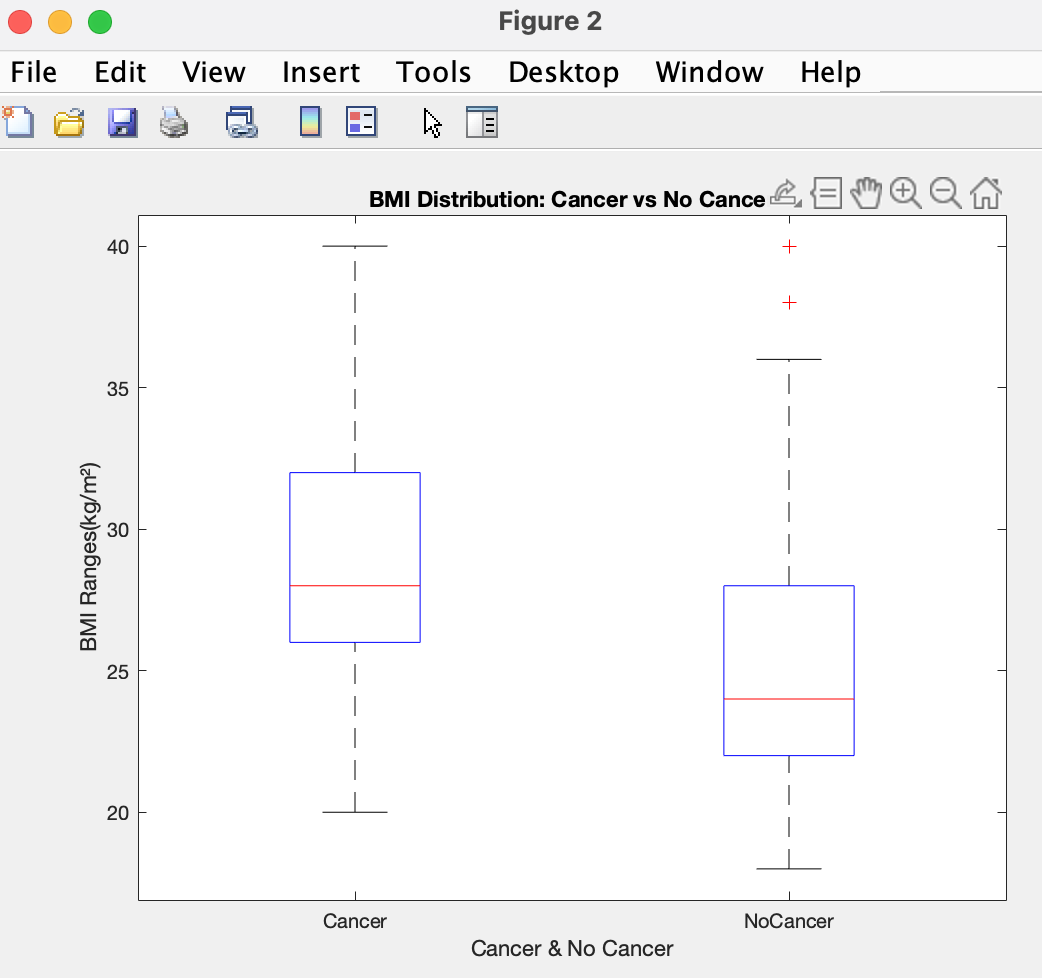 Figure 2
File Edit View Insert Tools Desktop Window Help
BMI Distribution: Cancer vs No Cance
BMI Ranges(kg/m²)
40
35
30
25
20
Cancer NoCancer
Cancer & No Cancer